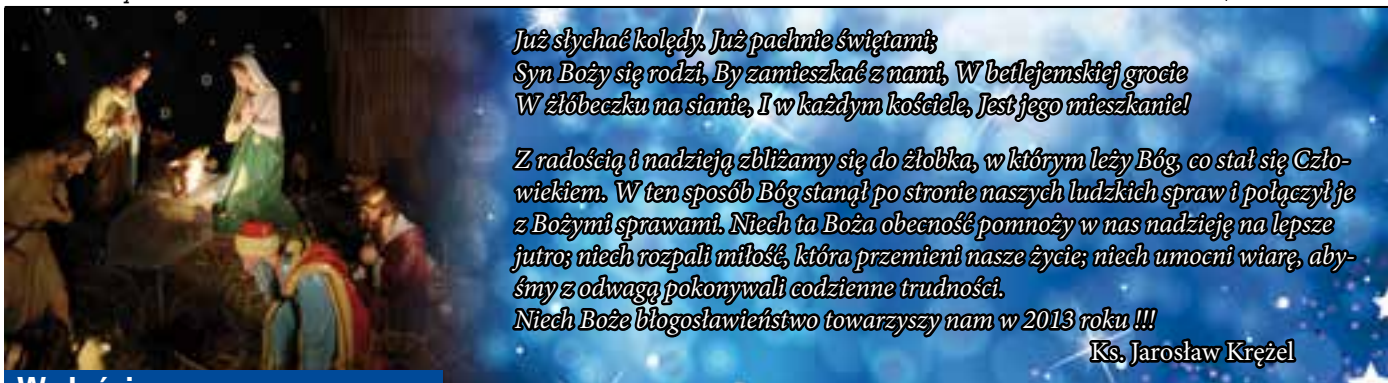 Już słychać kolędy. Już pachnie świętami;
Syn Boży się rodzi, By zamieszkać z nami, W betlejemskiej grocie
W żłóbeczku na sianie, I w każdym kościele, Jest jego mieszkanie!
Z radością i nadzieją zbliżamy się do żłobka, w którym leży Bóg, co stał się Czło-
wiekiem. W ten sposób Bóg stanął po stronie naszych ludzkich spraw i połączył je
z Bożymi sprawami. Niech ta Boża obecność pomnoży w nas nadzieję na lepsze
jutro; niech rozpali miłość, która przemieni nasze życie; niech umocni wiarę, aby-
śmy z odwagą pokonywali codzienne trudności.
Niech Boże błogosławieństwo towarzyszy nam w 2013 roku !!!
Ks. Jarosław Krężel